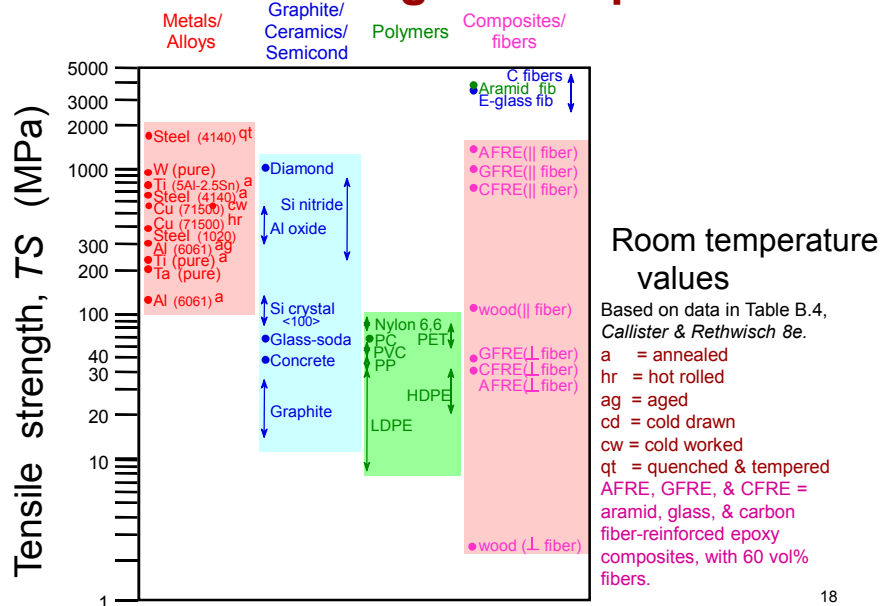 Metals/
Alloys
Graphite/
Ceramics/
Semicond
Polymers
Composites/
fibers
Tensile strength, TS (MPa)
5000
3000
2000
1000
300
200
100
40
30
20
10
1
Steel (4140) qt
W (pure)
Ti (5Al-2.5Sn) a
Steel (4140) a
Cu (71500) cw
Cu (71500) hr
Steel (1020)
Al (6061) ag
Ti (pure) a
Ta (pure)
Al (6061) a
Diamond
Si nitride
Al oxide
Si crystal
<100>
Glass-soda
Concrete
Graphite
Nylon 6,6
PC
PET
PVC
PP
HDPE
LDPE
C fibers
Aramid fib
E-glass fib
AFRE(|| fiber)
GFRE(|| fiber)
CFRE(|| fiber)
wood(|| fiber)
GFRE(⊥ fiber)
CFRE(⊥ fiber)
AFRE(⊥ fiber)
wood (⊥ fiber)
Room temperature
values
Based on data in Table B.4,
Callister & Rethwisch 8e.
a = annealed
hr = hot rolled
ag = aged
cd = cold drawn
cw = cold worked
qt = quenched & tempered
AFRE, GFRE, & CFRE =
aramid, glass, & carbon
fiber-reinforced epoxy
composites, with 60 vol%
fibers.
18